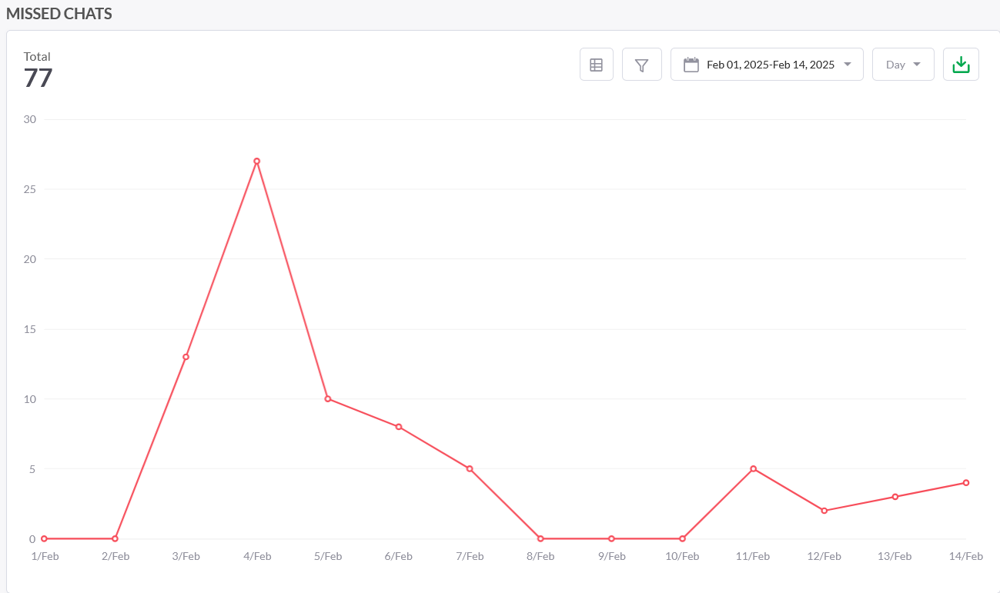 MISSED CHATS
Total
77
Feb 01, 2025-Feb 14, 2025
Day
30
25
20
15
10
5
0
1/Feb 2/Feb 3/Feb 4/Feb 5/Feb 6/Feb 7/Feb 8/Feb 9/Feb 10/Feb 11/Feb 12/Feb 13/Feb 14/Feb